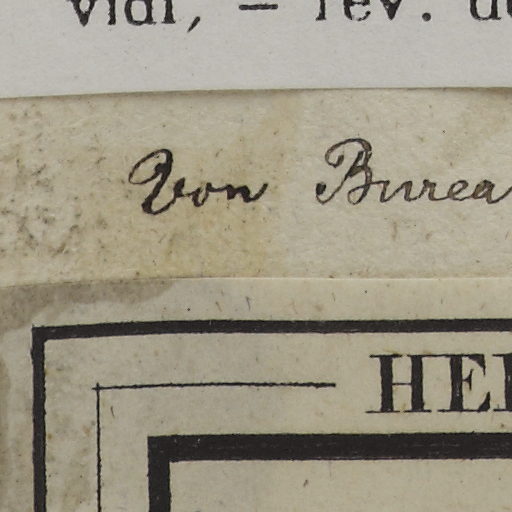 vidi, — rev. d
Von Burea
HE